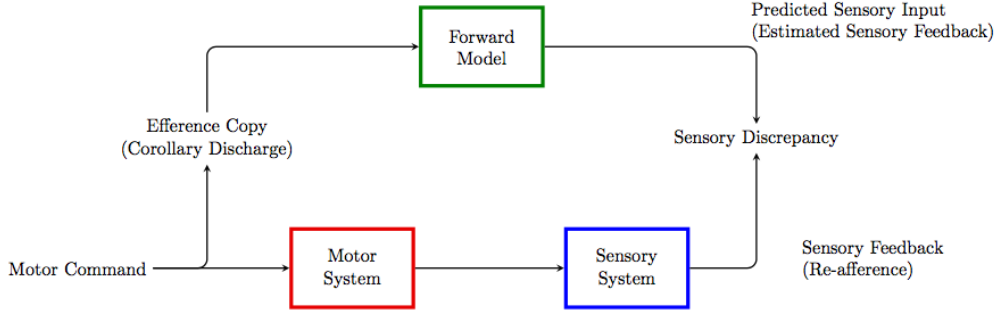 Predicted Sensory Input
(Estimated Sensory Feedback)
Forward
Model
Efference Copy
(Corollary Discharge)
Sensory Discrepancy
Motor Command
Motor
System
Sensory
System
Sensory Feedback
(Re-afference)